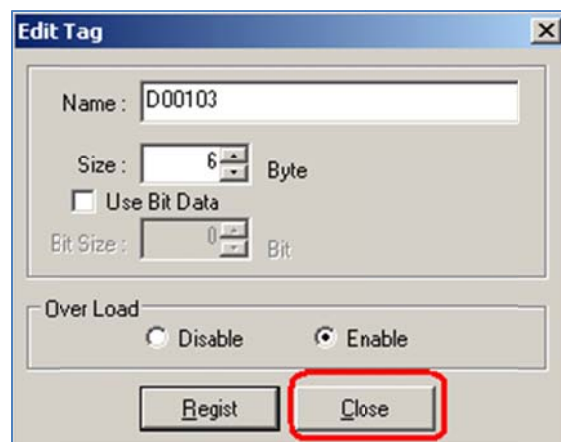 Edit Tag
Name : D00103
Size : 6 Byte
Use Bit Data
Bit Size : 0 Bit
Over Load
Disable Enable
Regist Close